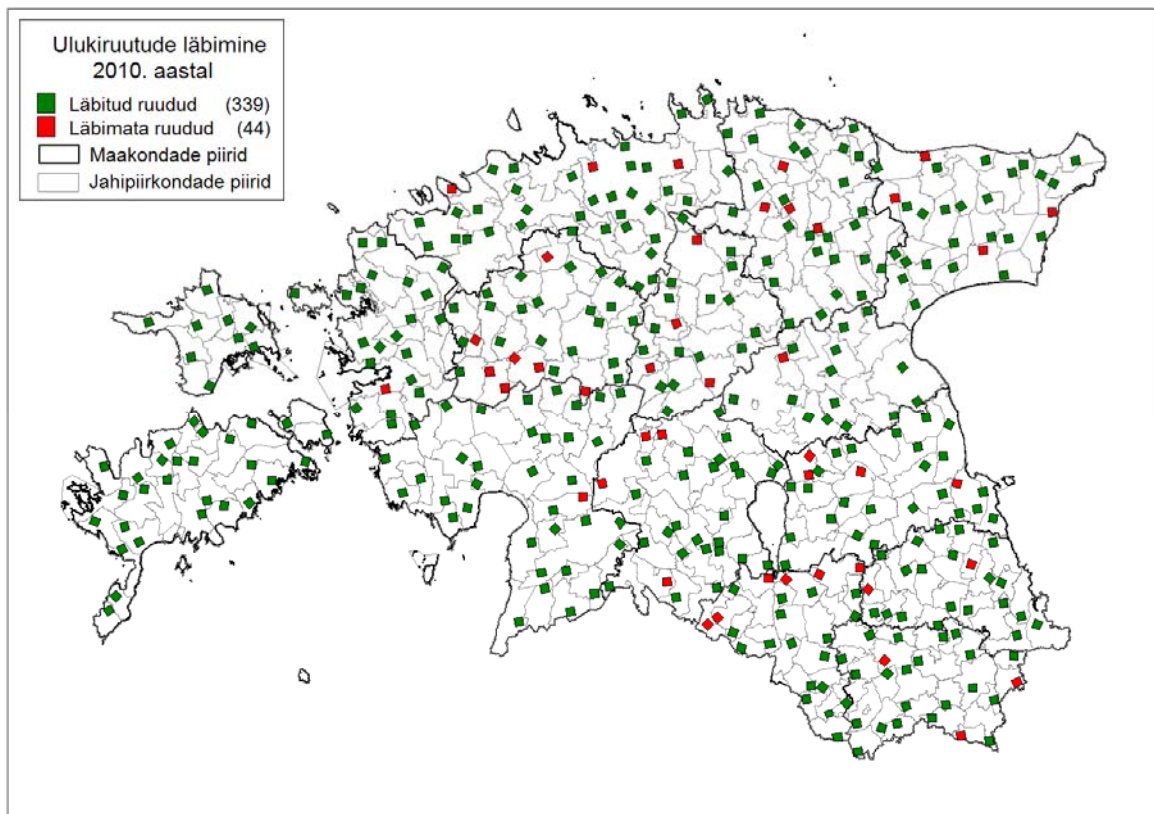 Ulukiruutude läbimine
2010. aastal
Läbitud ruudud (339)
Läbimata ruudud (44)
Maakondade piirid
Jahipiirkondade piirid